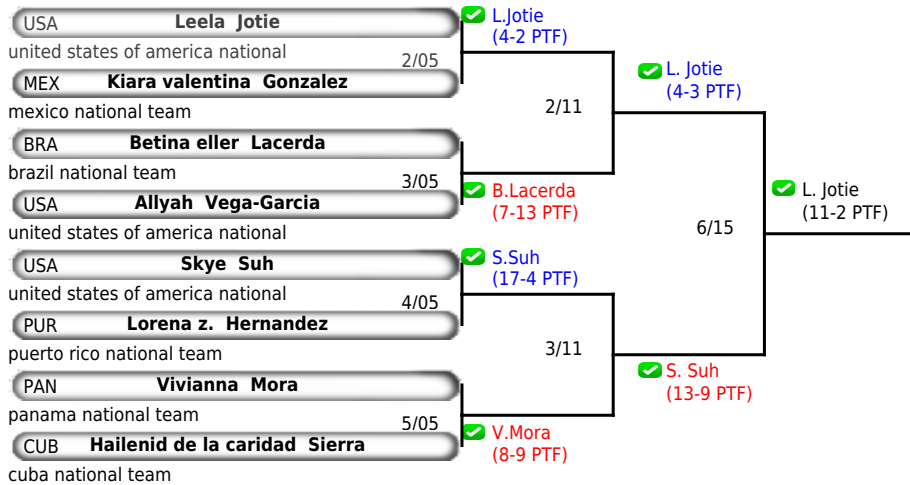 USA Leela Jotie
united states of america national
2/05
MEX Kiara valentina Gonzalez
mexico national team
BRA Betina eller Lacerda
brazil national team
3/05
USA Allyah Vega-Garcia
united states of america national
USA Skye Suh
united states of america national
4/05
PUR Lorena z. Hernandez
puerto rico national team
PAN Vivianna Mora
panama national team
5/05
CUB Hailenid de la caridad Sierra
cuba national team
L.Jotie
(4-2 PTF)
2/11
B.Lacerda
(7-13 PTF)
S.Suh
(17-4 PTF)
3/11
V.Mora
(8-9 PTF)
L. Jotie
(4-3 PTF)
6/15
S. Suh
(13-9 PTF)
L. Jotie
(11-2 PTF)